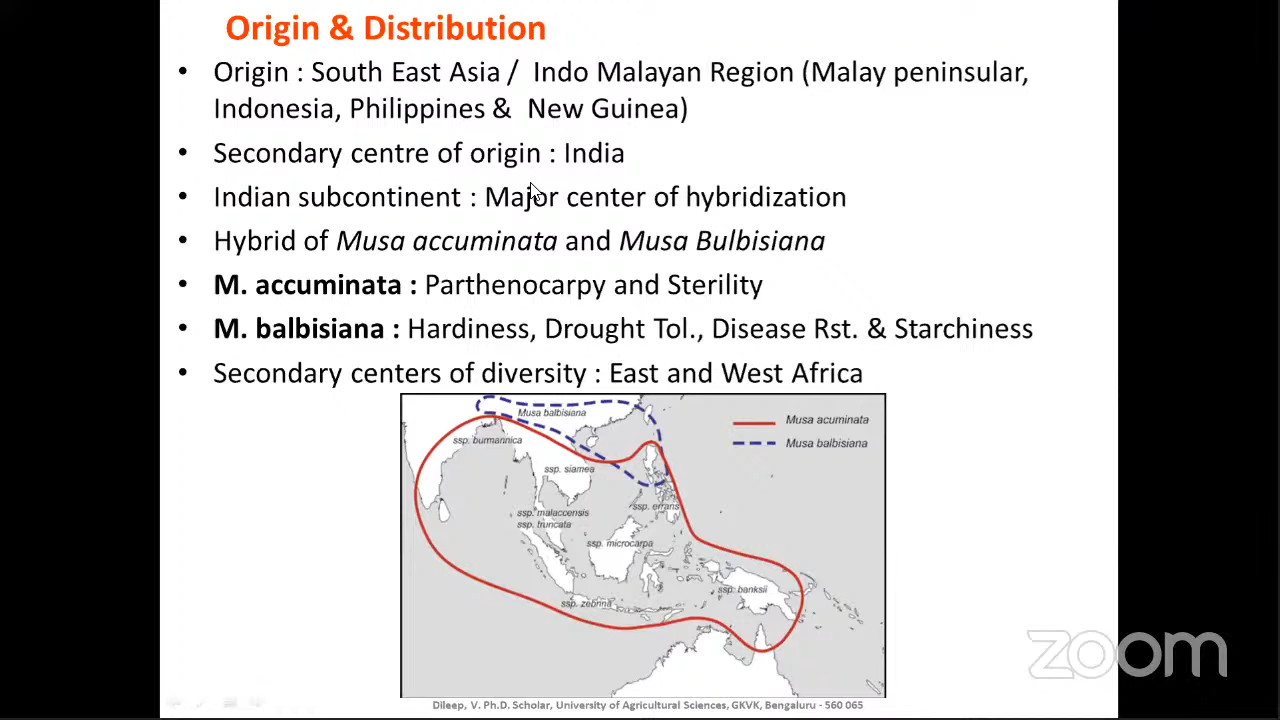 Origin & Distribution
• Origin : South East Asia / Indo Malayan Region (Malay peninsular,
Indonesia, Philippines & New Guinea)
• Secondary centre of origin : India
• Indian subcontinent : Major center of hybridization
• Hybrid of Musa accuminata and Musa Bulbisiana
• M. accuminata : Parthenocarpy and Sterility
• M. balbisiana : Hardiness, Drought Tol., Disease Rst. & Starchiness
• Secondary centers of diversity : East and West Africa
Musa balbisiana
Musa acuminata
Musa balbisiana
ssp. burmannica
ssp. siamea
ssp. errans
ssp. malaccensis
ssp. truncata
ssp. microcarpa
ssp. banksii
ssp. zebrina
zoom
Dileep, V. Ph.D. Scholar, University of Agricultural Sciences, GKVK, Bengaluru - 560 065